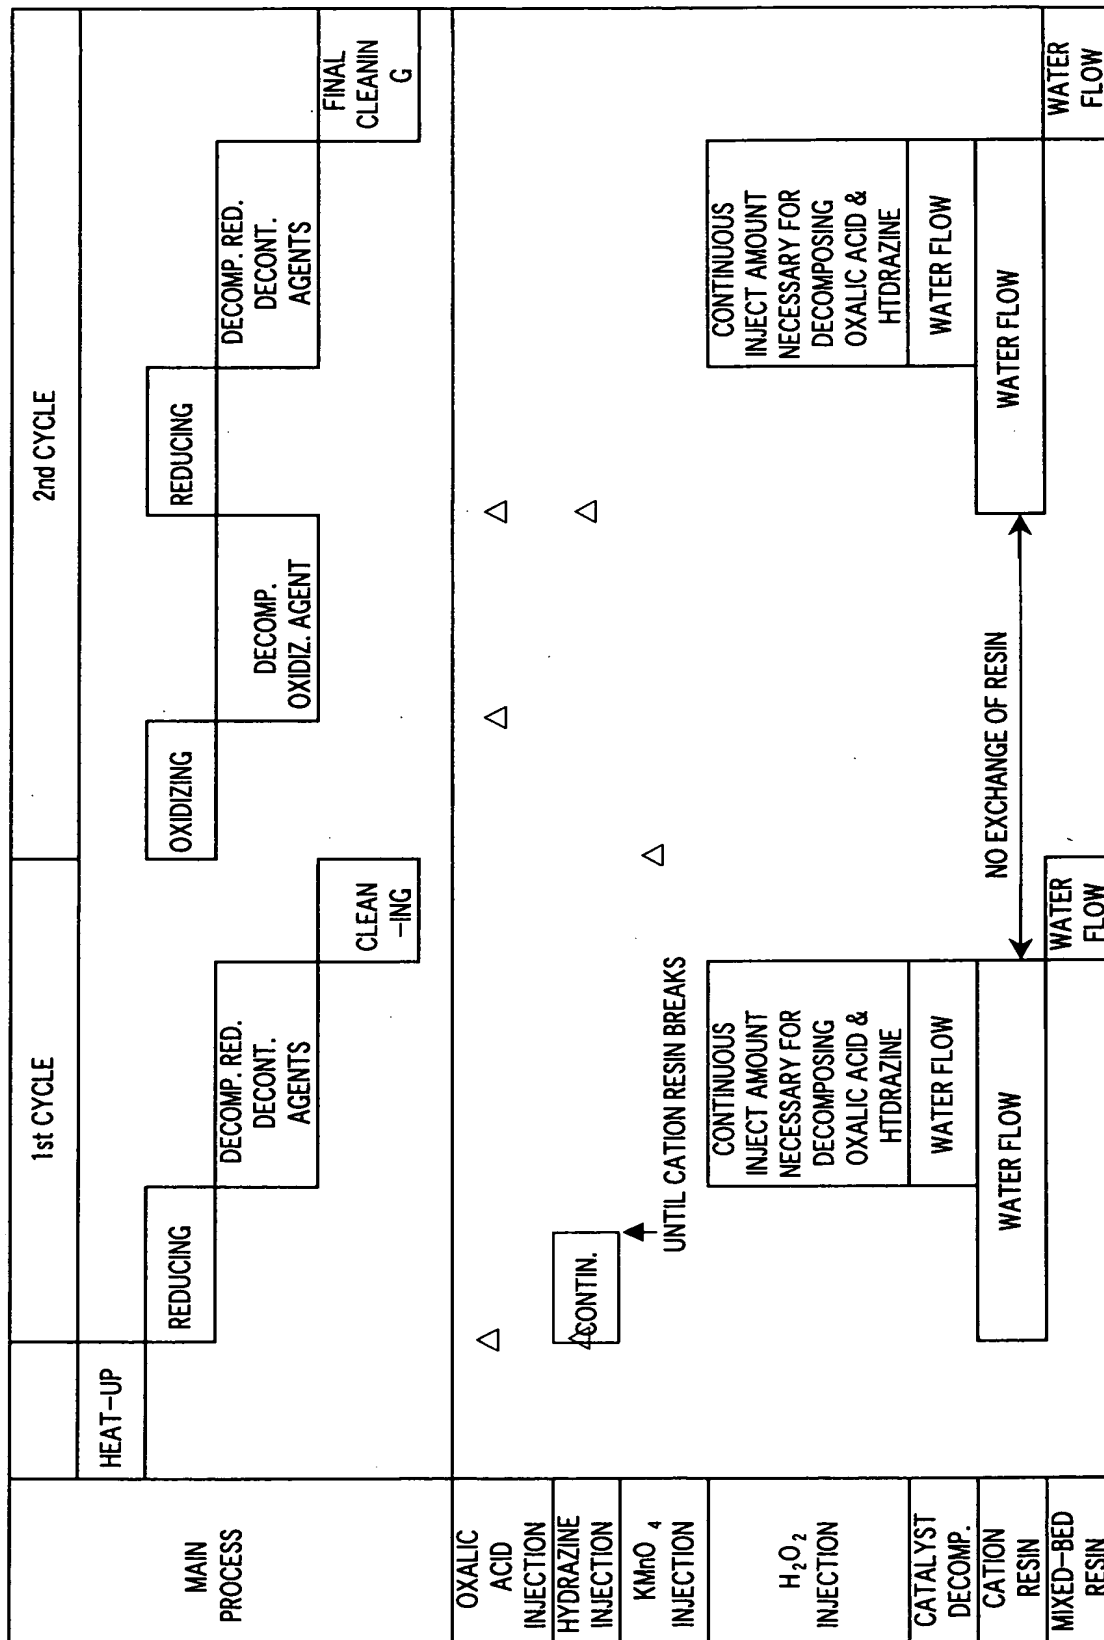 1st CYCLE
2nd CYCLE
MAIN
PROCESS
HEAT-UP
REDUCING
DECOMP. RED.
DECONT.
AGENTS
CLEAN
-ING
OXIDIZING
DECOMP.
OXIDIZ. AGENT
REDUCING
DECOMP. RED.
DECONT.
AGENTS
FINAL
CLEANIN
G
OXALIC
ACID
INJECTION
△
△
△
HYDRAZINE
INJECTION
△
CONTIN.
△
KMnO4
INJECTION
UNTIL CATION RESIN BREAKS
△
H2O2
INJECTION
CONTINUOUS
INJECT AMOUNT
NECESSARY FOR
DECOMPOSING
OXALIC ACID &
HTDRAZINE
CONTINUOUS
INJECT AMOUNT
NECESSARY FOR
DECOMPOSING
OXALIC ACID &
HTDRAZINE
CATALYST
DECOMP.
WATER FLOW
WATER FLOW
CATION
RESIN
WATER FLOW
NO EXCHANGE OF RESIN
WATER FLOW
MIXED-BED
RESIN
WATER
FLOW
WATER
FLOW